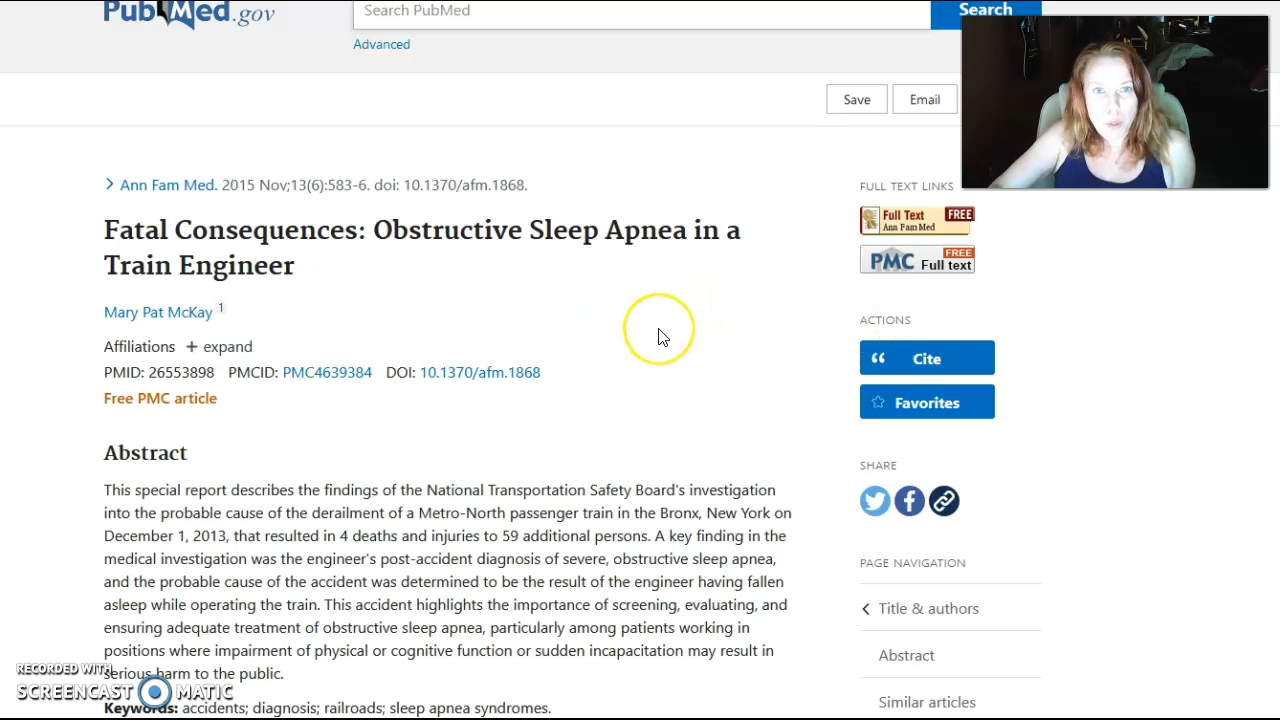 PubMed.gov
Search PubMed
Search
Advanced
Save
Email
Ann Fam Med. 2015 Nov;13(6):583-6. doi: 10.1370/afm.1868.
Fatal Consequences: Obstructive Sleep Apnea in a
Train Engineer
Mary Pat McKay 1
Affiliations + expand
PMID: 26553898 PMCID: PMC4639384 DOI: 10.1370/afm.1868
Free PMC article
Abstract
This special report describes the findings of the National Transportation Safety Board's investigation
into the probable cause of the derailment of a Metro-North passenger train in the Bronx, New York on
December 1, 2013, that resulted in 4 deaths and injuries to 59 additional persons. A key finding in the
medical investigation was the engineer's post-accident diagnosis of severe, obstructive sleep apnea,
and the probable cause of the accident was determined to be the result of the engineer having fallen
asleep while operating the train. This accident highlights the importance of screening, evaluating, and
ensuring adequate treatment of obstructive sleep apnea, particularly among patients working in
positions where impairment of physical or cognitive function or sudden incapacitation may result in
serious harm to the public.
Keywords: accidents; diagnosis; railroads; sleep apnea syndromes.
FULL TEXT LINKS
Full Text FREE
Ann Fam Med
PMC FREE
Full text
ACTIONS
Cite
Favorites
SHARE
PAGE NAVIGATION
Title & authors
Abstract
Similar articles
RECORDED WITH
SCREENCAST MATIC